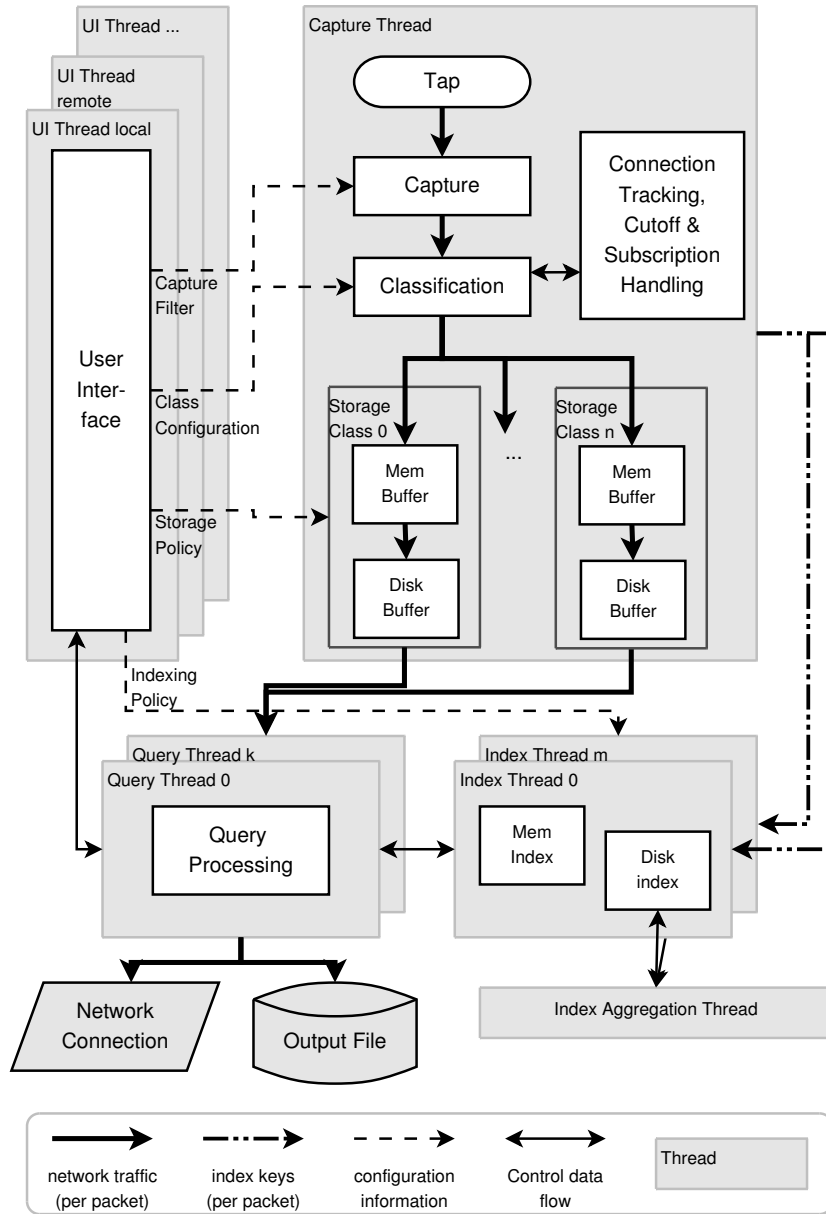 UI Thread ...
UI Thread
remote
UI Thread local
User
Inter-
face
Capture
Filter
Class
Configuration
Storage
Policy
Indexing
Policy
Capture Thread
Tap
Capture
Classification
Connection
Tracking,
Cutoff &
Subscription
Handling
Storage
Class 0
Mem
Buffer
Disk
Buffer
...
Storage
Class n
Mem
Buffer
Disk
Buffer
Query Thread k
Query Thread 0
Query
Processing
Index Thread m
Index Thread 0
Mem
Index
Disk
index
Network
Connection
Output File
Index Aggregation Thread
network traffic
(per packet)
index keys
(per packet)
configuration
information
Control data
flow
Thread